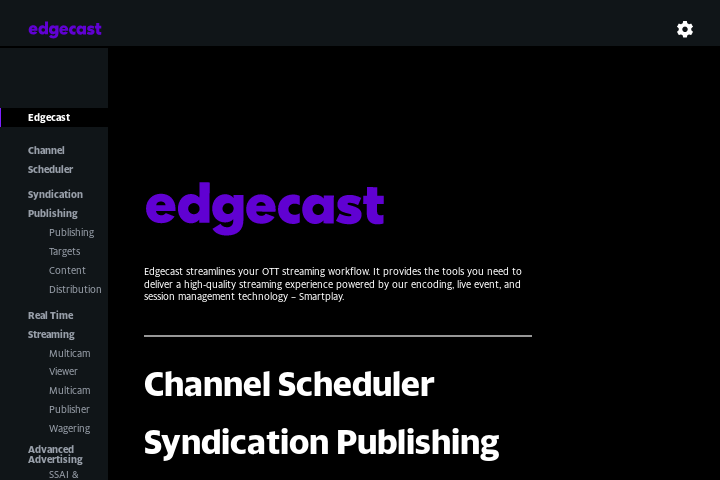 edgecast
Edgecast
Channel
Scheduler
Syndication
Publishing
Publishing
Targets
Content
Distribution
Real Time
Streaming
Multicam
Viewer
Multicam
Publisher
Wagering
Advanced
Advertising
SSAI &
edgecast
Edgecast streamlines your OTT streaming workflow. It provides the tools you need to
deliver a high-quality streaming experience powered by our encoding, live event, and
session management technology – Smartplay.
Channel Scheduler
Syndication Publishing